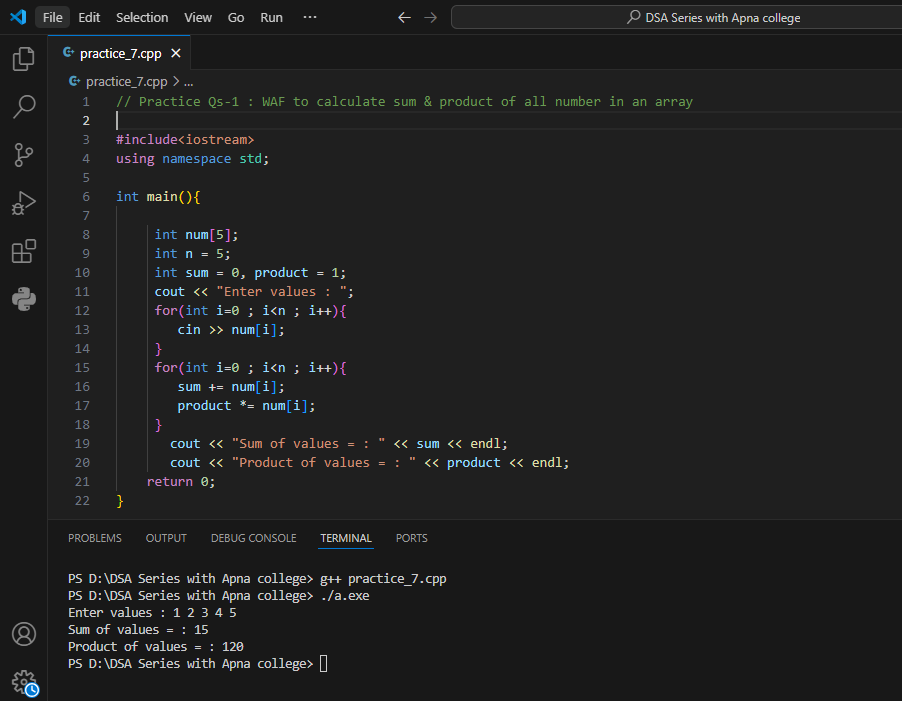 File Edit Selection View Go Run ··· DSA Series with Apna college
practice_7.cpp
practice_7.cpp > ...
1 // Practice Qs-1 : WAF to calculate sum & product of all number in an array
2
3 #include<iostream>
4 using namespace std;
5
6 int main(){
7
8 int num[5];
9 int n = 5;
10 int sum = 0, product = 1;
11 cout << "Enter values : ";
12 for(int i=0 ; i<n ; i++){
13 cin >> num[i];
14 }
15 for(int i=0 ; i<n ; i++){
16 sum += num[i];
17 product *= num[i];
18 }
19 cout << "Sum of values = : " << sum << endl;
20 cout << "Product of values = : " << product << endl;
21 return 0;
22 }
PROBLEMS OUTPUT DEBUG CONSOLE TERMINAL PORTS
PS D:\DSA Series with Apna college> g++ practice_7.cpp
PS D:\DSA Series with Apna college> ./a.exe
Enter values : 1 2 3 4 5
Sum of values = : 15
Product of values = : 120
PS D:\DSA Series with Apna college>